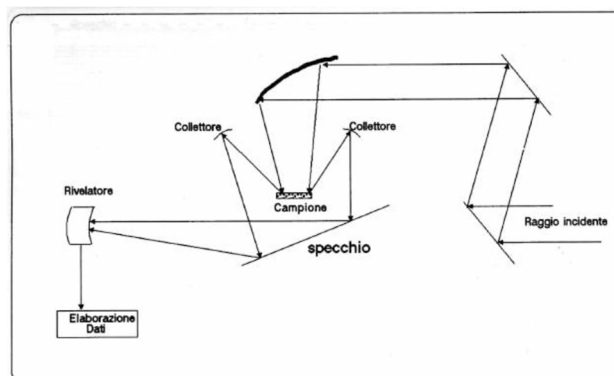 Collettore
Collettore
Rivelatore
Campione
Raggio incidente
specchio
Elaborazione
Dati